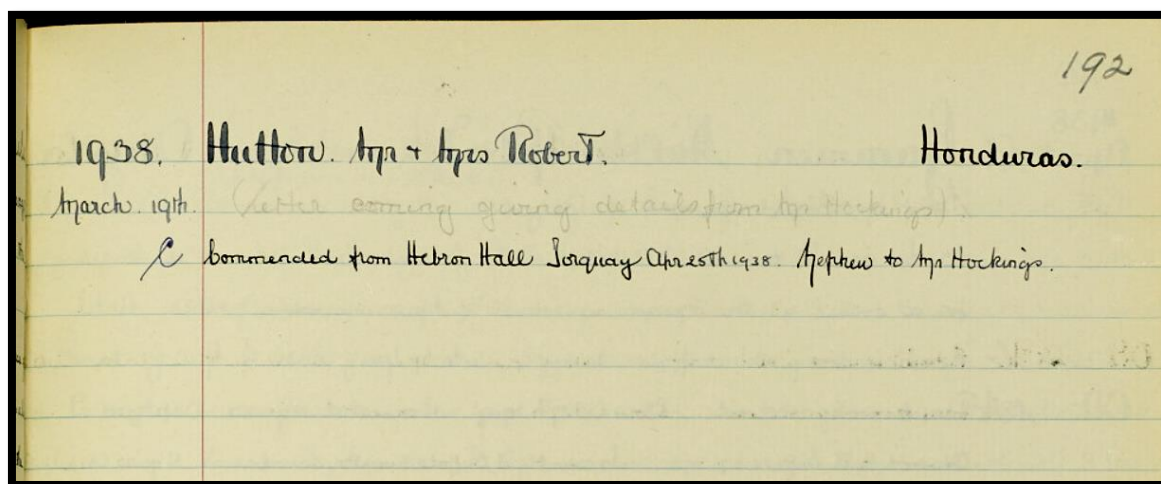 192
1938. Hutton. Mr + Mrs Robert. Honduras.
March. 19th. (Letter coming giving details from Mr Hockings).
C Commended from Hebron Hall Torquay Apr 25th 1938. Nephew to Mr Hockings.